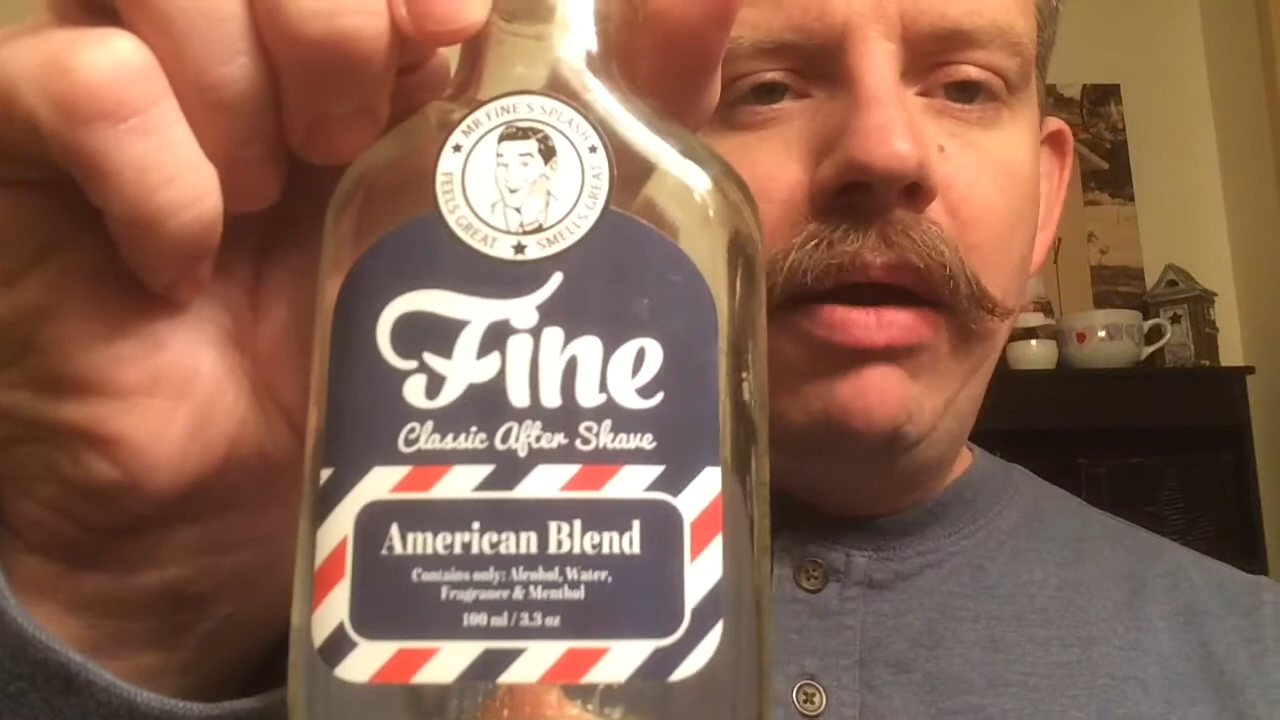 MR FINE'S SPLASH
FEELS GREAT ★ SMELLS GREAT
Fine
Classic After Shave
American Blend
Contains only: Alcohol, Water,
Fragrance & Menthol
100 ml / 3.3 oz